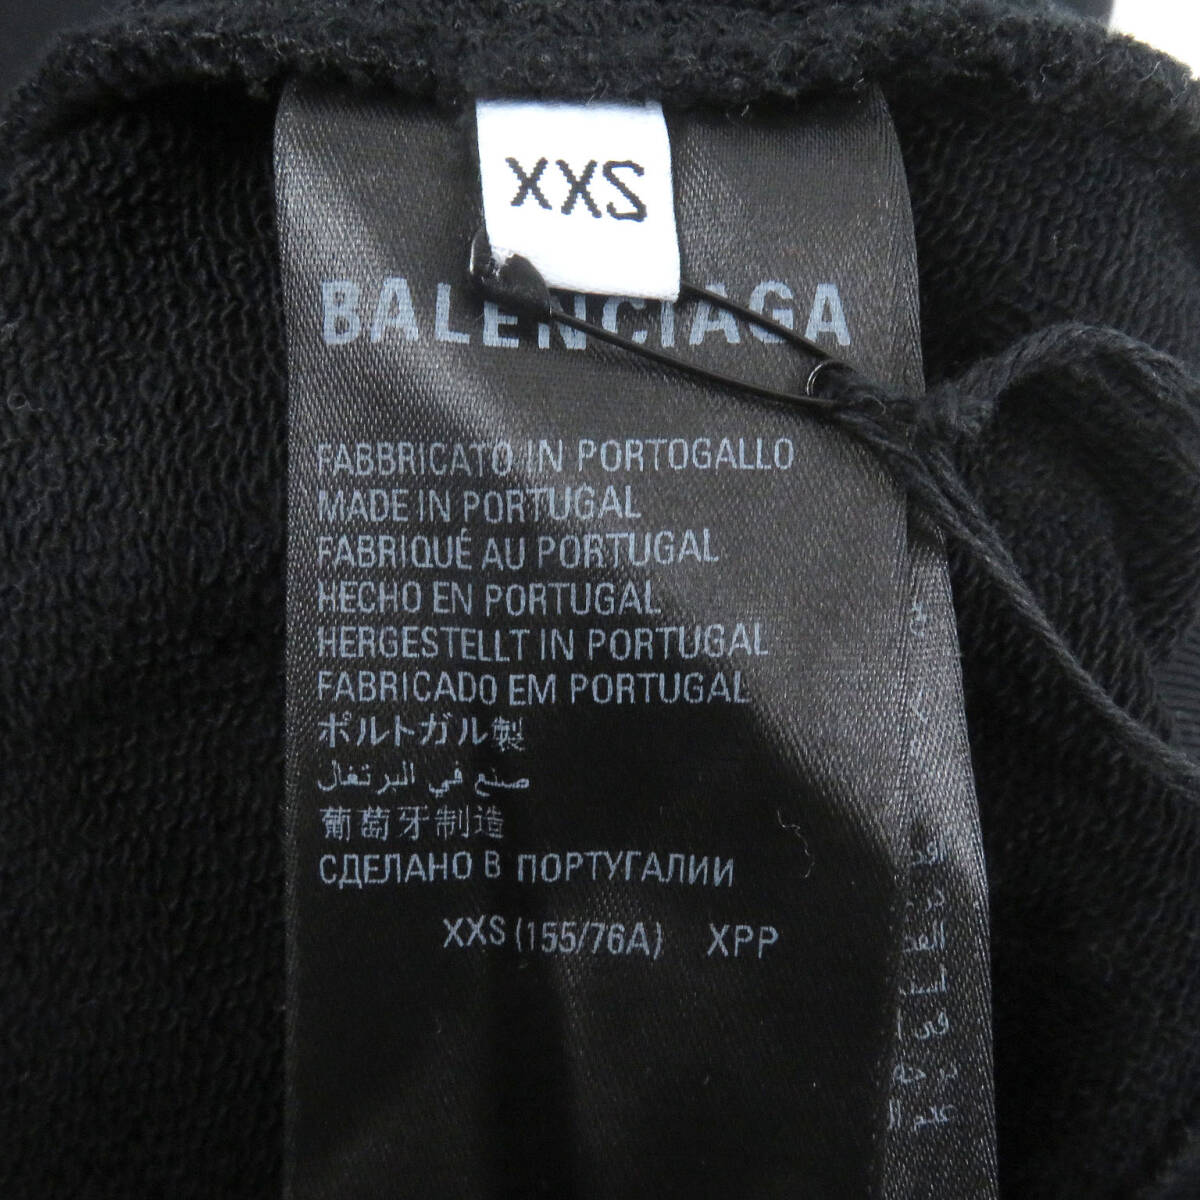 XXS
BALENCIAGA
FABBRICATO IN PORTOGALLO
MADE IN PORTUGAL
FABRIQUÉ AU PORTUGAL
HECHO EN PORTUGAL
HERGESTELLT IN PORTUGAL
FABRICADO EM PORTUGAL
ポルトガル製
صنع في البرتغال
葡萄牙制造
СДЕЛАНО В ПОРТУГАЛИИ
XXS (155/76A) XPP